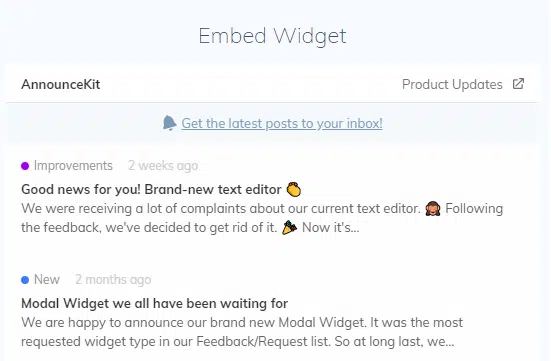 Embed Widget
AnnounceKit Product Updates
Get the latest posts to your inbox!
Improvements 2 weeks ago
Good news for you! Brand-new text editor 👏
We were receiving a lot of complaints about our current text editor. 🙊 Following
the feedback, we've decided to get rid of it. 🎉 Now it's...
New 2 months ago
Modal Widget we all have been waiting for
We are happy to announce our brand new Modal Widget. It was the most
requested widget type in our Feedback/Request list. So at long last, we...